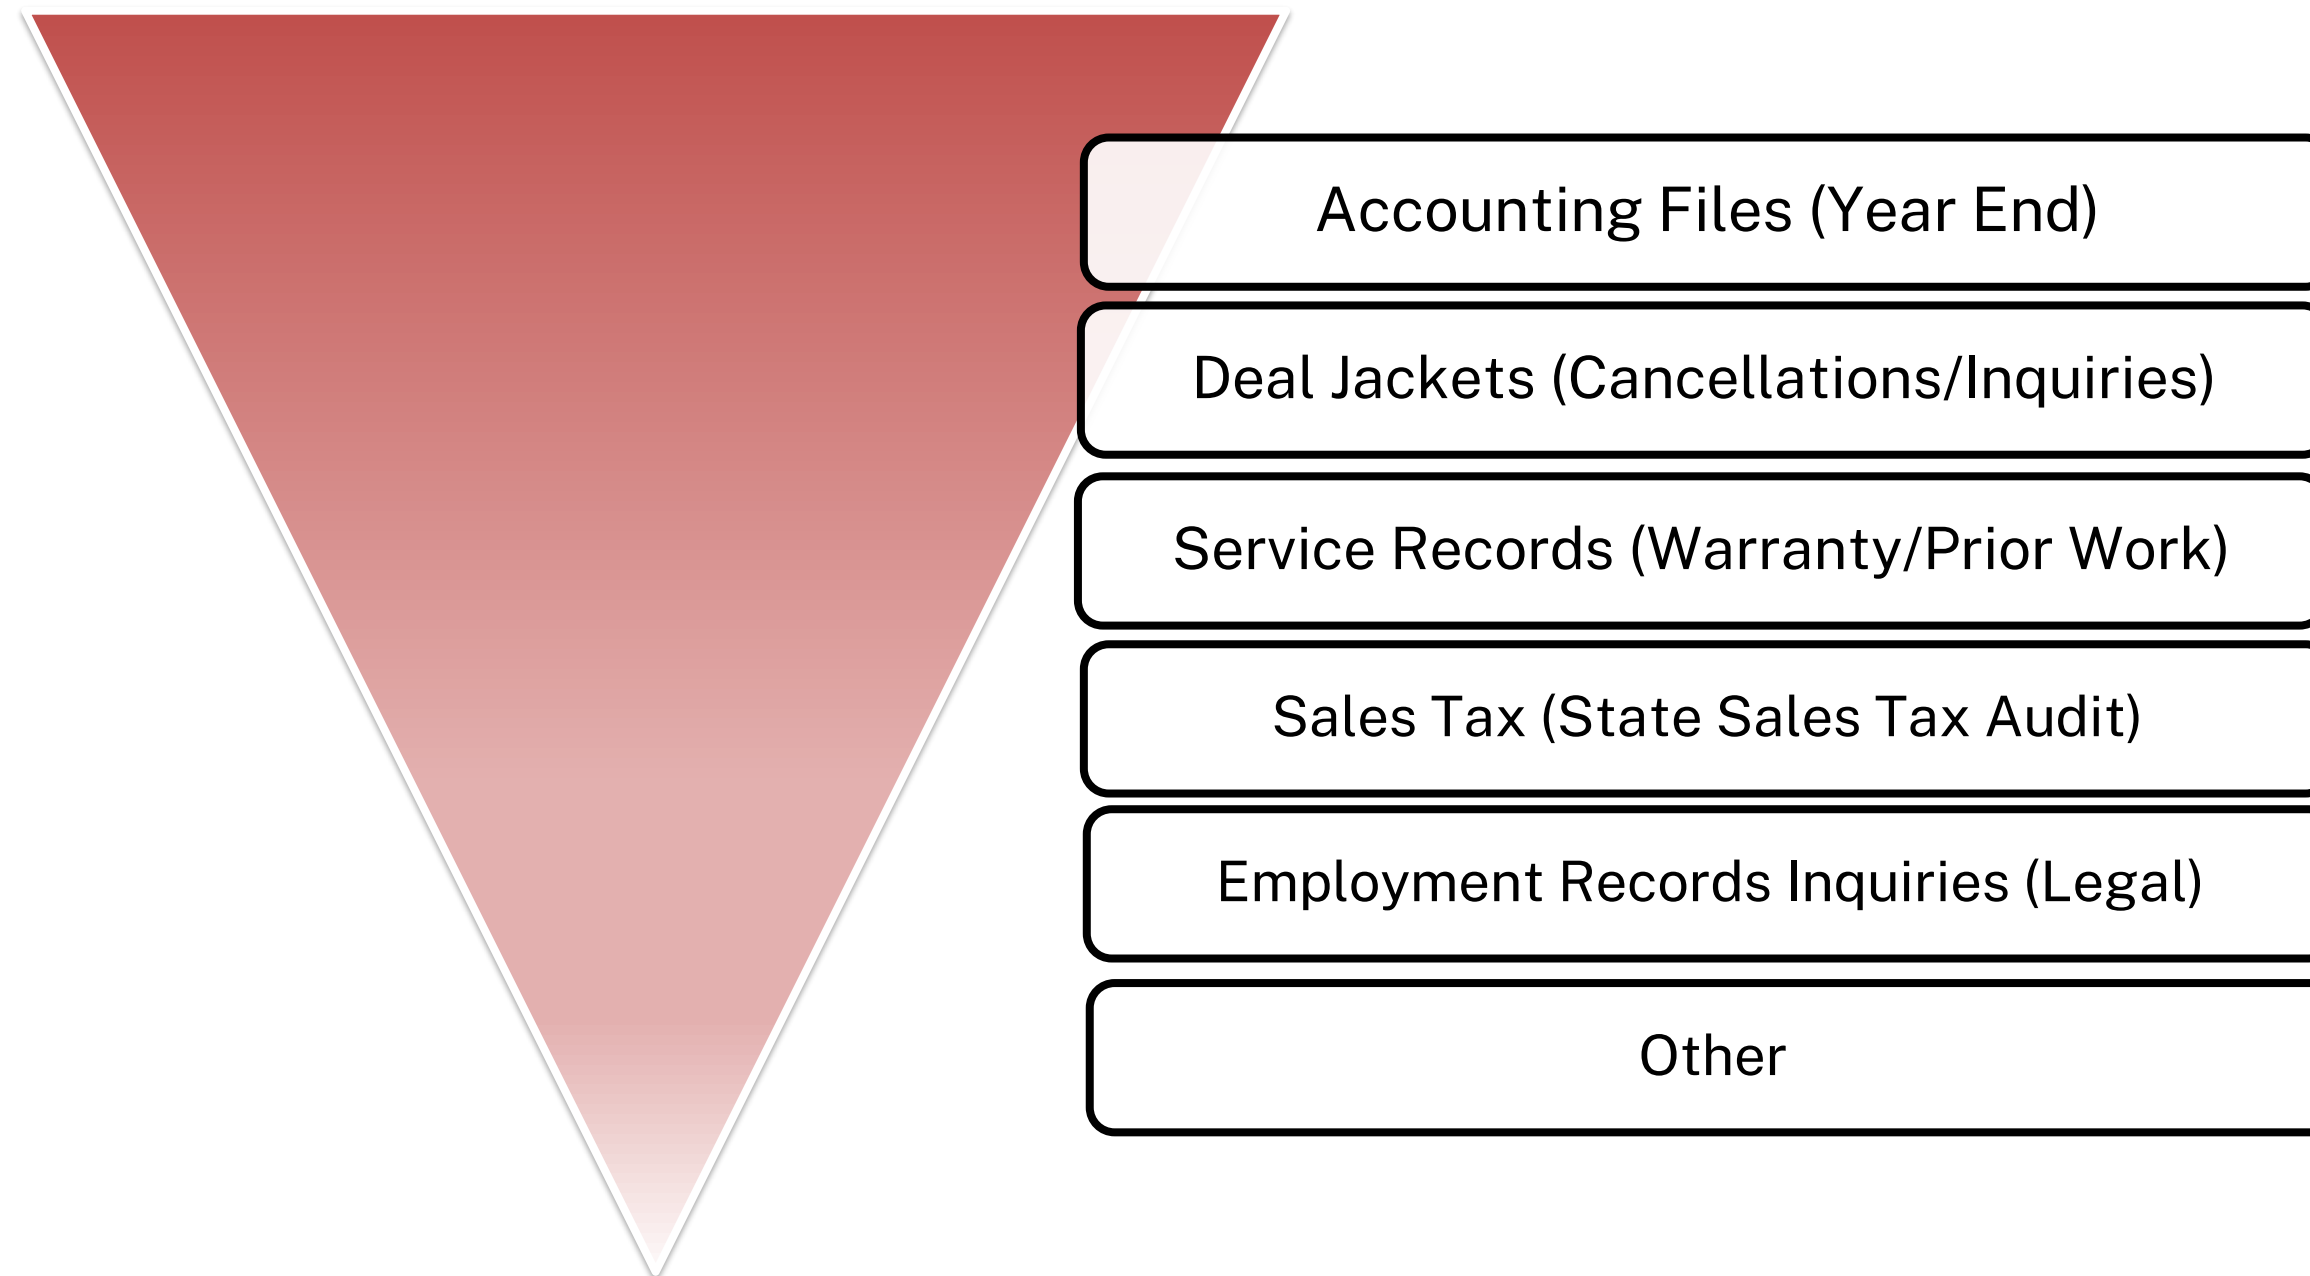 Accounting Files (Year End)
Deal Jackets (Cancellations/Inquiries)
Service Records (Warranty/Prior Work)
Sales Tax (State Sales Tax Audit)
Employment Records Inquiries (Legal)
Other